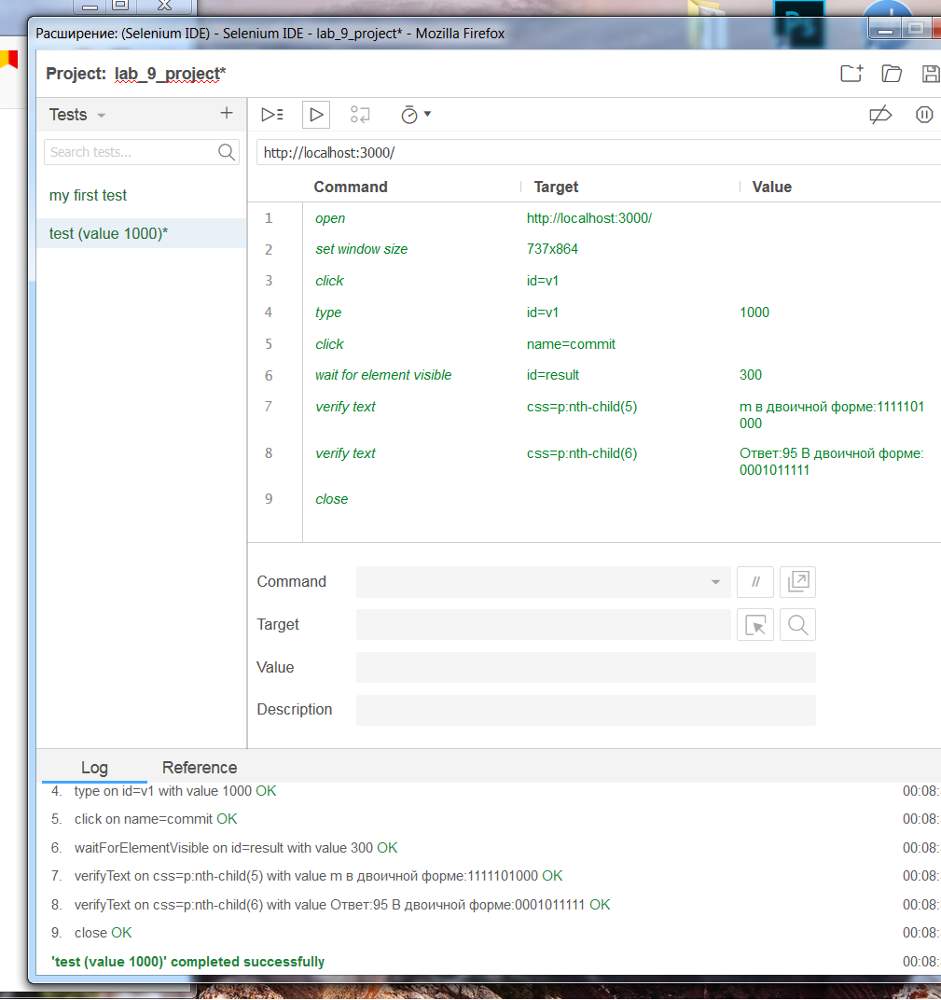 Расширение: (Selenium IDE) - Selenium IDE - lab_9_project* - Mozilla Firefox
Project: lab_9_project*
Tests
Search tests...
my first test
test (value 1000)*
http://localhost:3000/
Command Target Value
1 open http://localhost:3000/
2 set window size 737x864
3 click id=v1
4 type id=v1 1000
5 click name=commit
6 wait for element visible id=result 300
7 verify text css=p:nth-child(5) m в двоичной форме:1111101
000
8 verify text css=p:nth-child(6) Ответ:95 В двоичной форме:
0001011111
9 close
Command //
Target
Value
Description
Log Reference
4. type on id=v1 with value 1000 OK 00:08:
5. click on name=commit OK 00:08:
6. waitForElementVisible on id=result with value 300 OK 00:08:
7. verifyText on css=p:nth-child(5) with value m в двоичной форме:1111101000 OK 00:08:
8. verifyText on css=p:nth-child(6) with value Ответ:95 В двоичной форме:0001011111 OK 00:08:
9. close OK 00:08:
'test (value 1000)' completed successfully 00:08: